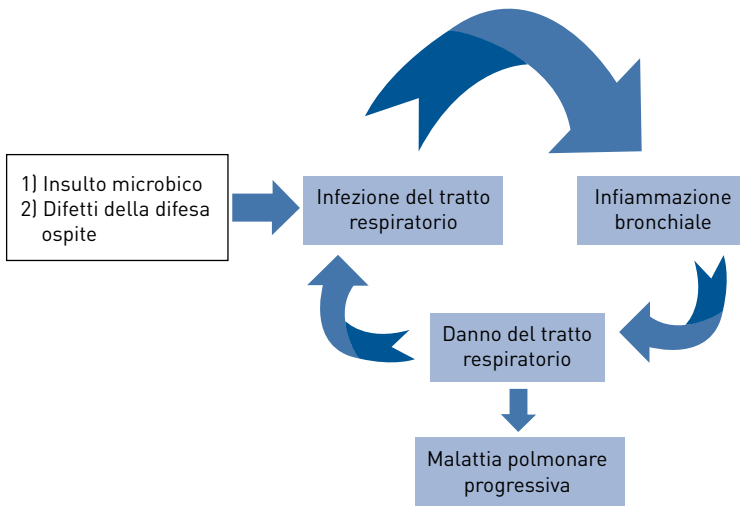 1) Insulto microbico
2) Difetti della difesa
ospite
Infezione del tratto
respiratorio
Infiammazione
bronchiale
Danno del tratto
respiratorio
Malattia polmonare
progressiva